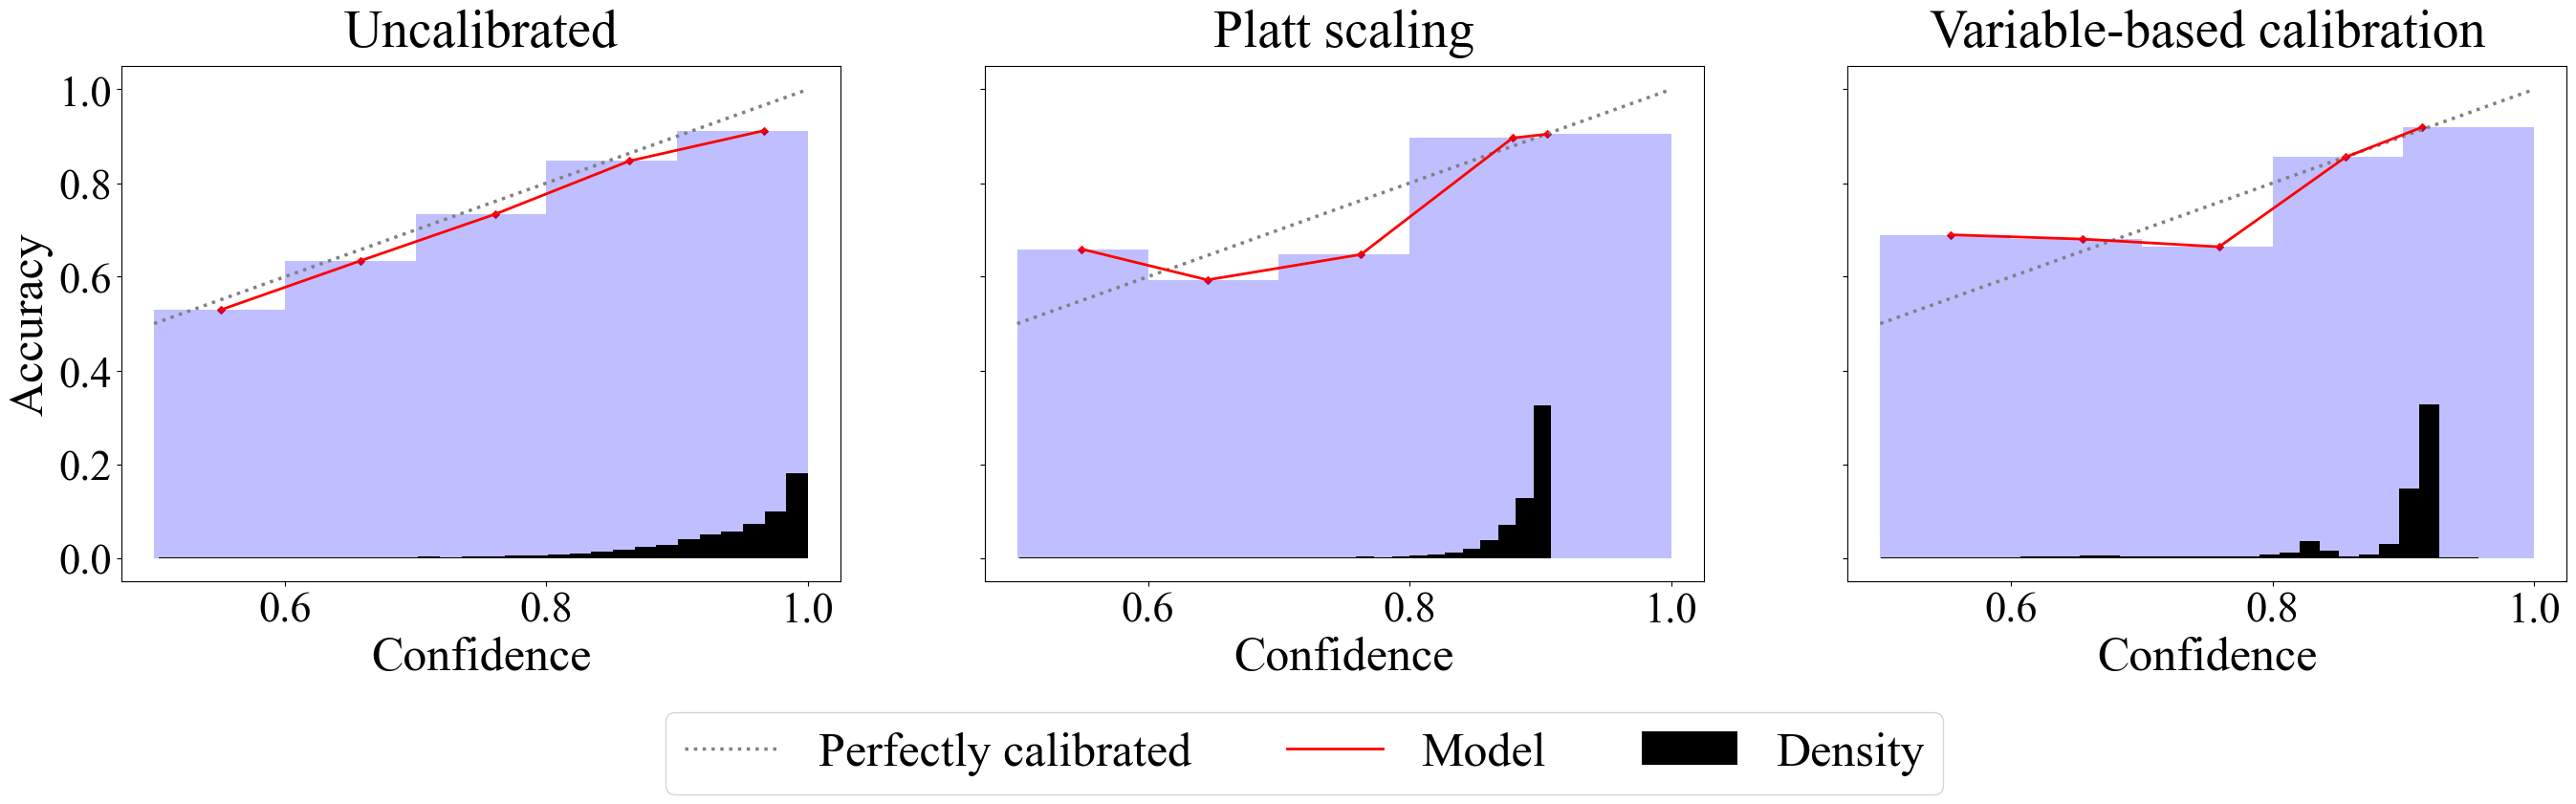 Uncalibrated
Platt scaling
Variable-based calibration
Accuracy
1.0
0.8
0.6
0.4
0.2
0.0
0.6 0.8 1.0
0.6 0.8 1.0
0.6 0.8 1.0
Confidence
Confidence
Confidence
Perfectly calibrated
Model
Density